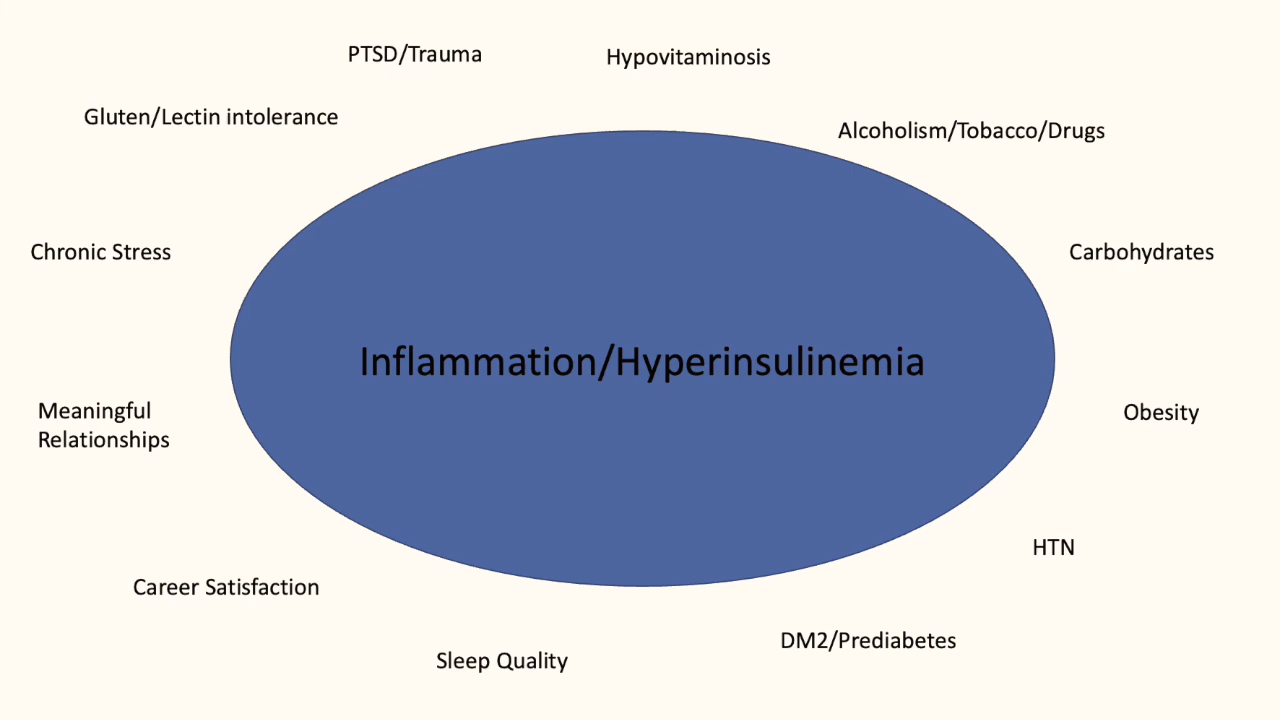 PTSD/Trauma
Hypovitaminosis
Gluten/Lectin intolerance
Alcoholism/Tobacco/Drugs
Chronic Stress
Carbohydrates
Inflammation/Hyperinsulinemia
Meaningful
Relationships
Obesity
HTN
Career Satisfaction
DM2/Prediabetes
Sleep Quality